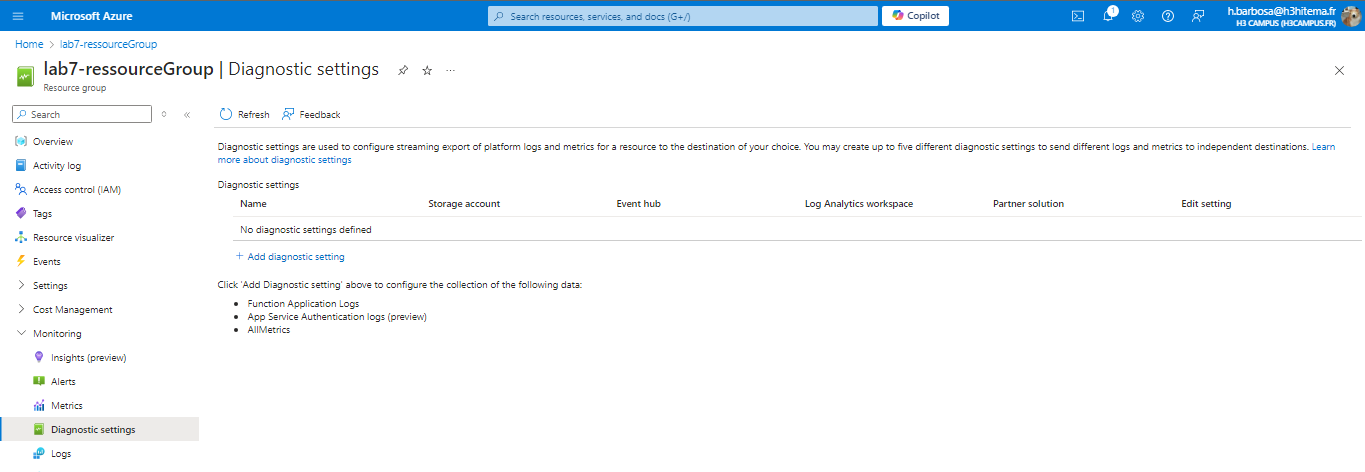 Microsoft Azure
Search resources, services, and docs (G+/)
Copilot
1
h.barbosa@h3hitema.fr
H3 CAMPUS (H3CAMPUS.FR)
Home > lab7-ressourceGroup
lab7-ressourceGroup | Diagnostic settings
Resource group
Search
Refresh
Feedback
Overview
Activity log
Access control (IAM)
Tags
Resource visualizer
Events
Settings
Cost Management
Monitoring
Insights (preview)
Alerts
Metrics
Diagnostic settings
Logs
Diagnostic settings are used to configure streaming export of platform logs and metrics for a resource to the destination of your choice. You may create up to five different diagnostic settings to send different logs and metrics to independent destinations. Learn
more about diagnostic settings
Diagnostic settings
Name Storage account Event hub Log Analytics workspace Partner solution Edit setting
No diagnostic settings defined
+ Add diagnostic setting
Click 'Add Diagnostic setting' above to configure the collection of the following data:
• Function Application Logs
• App Service Authentication logs (preview)
• AllMetrics